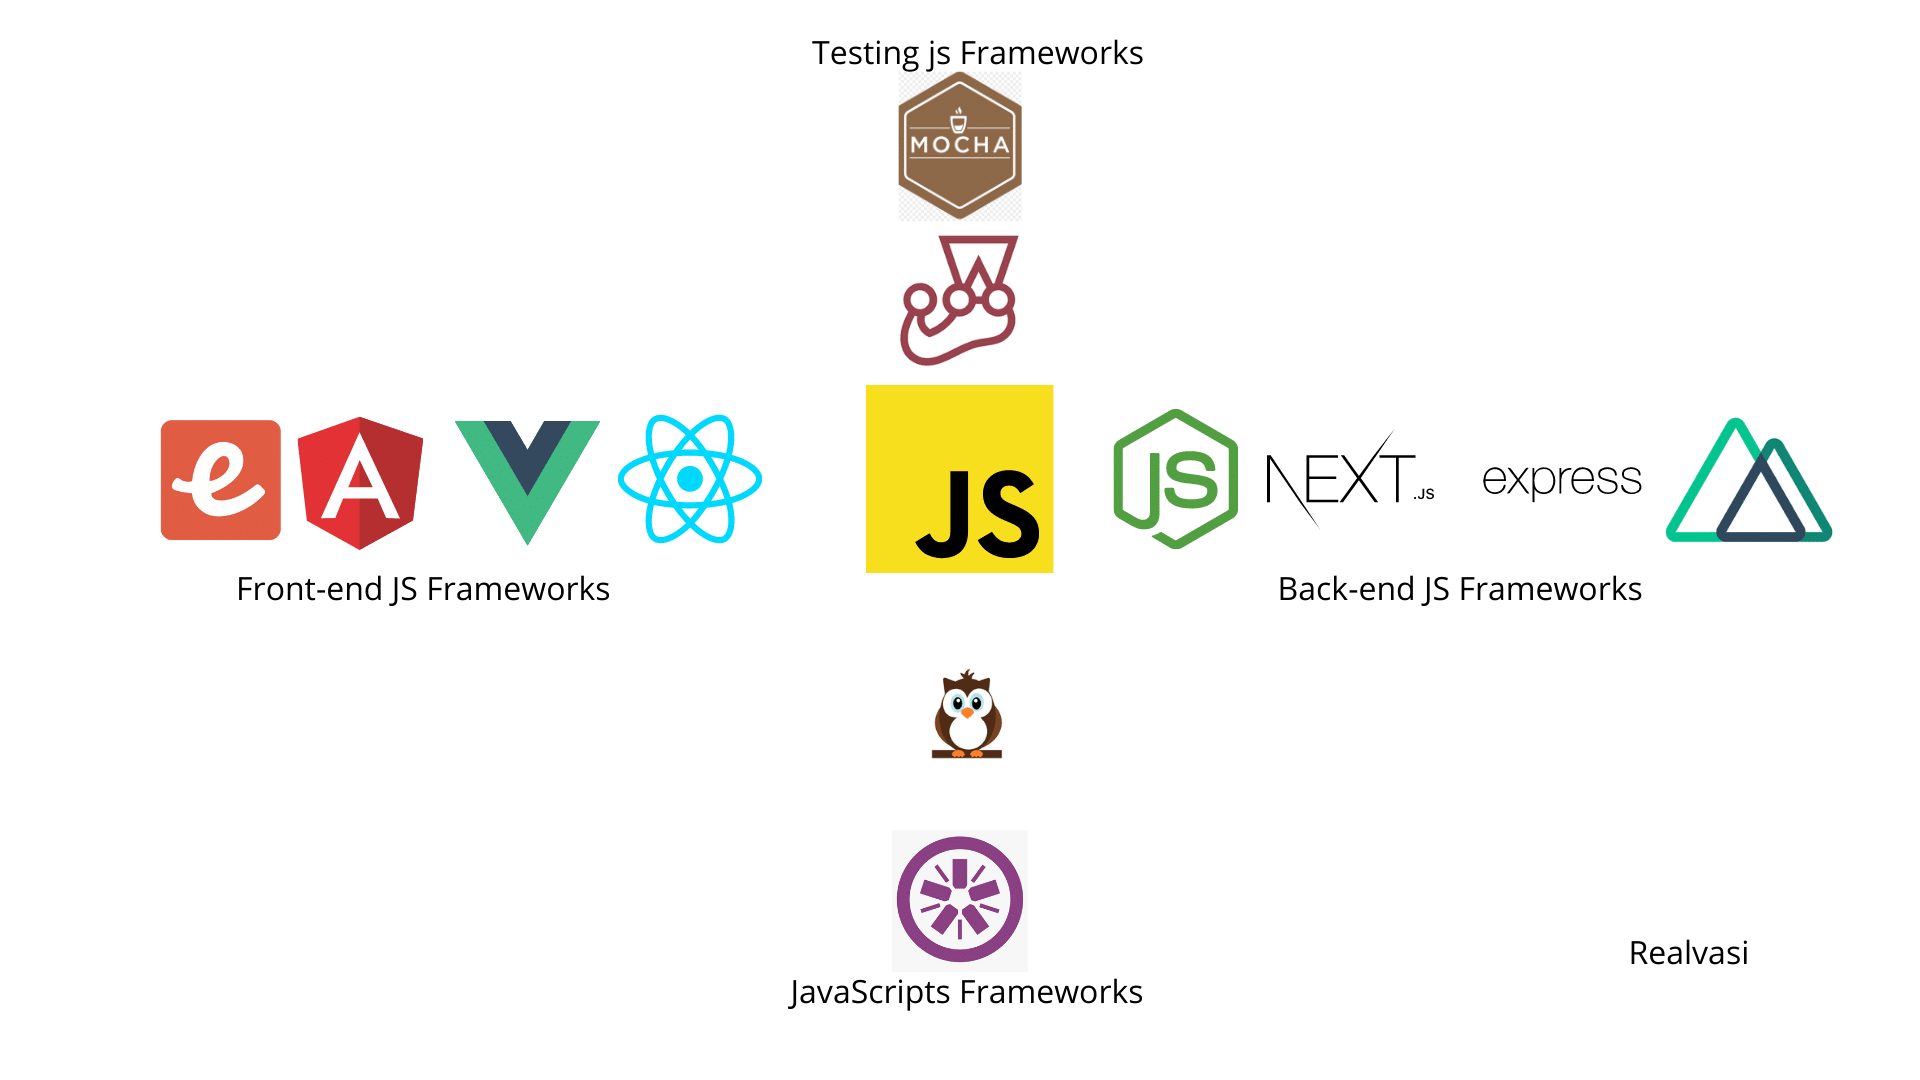 Testing js Frameworks
MOCHA
JS
JS
NEXT.JS
express
Front-end JS Frameworks
Back-end JS Frameworks
JavaScripts Frameworks
Realvasi